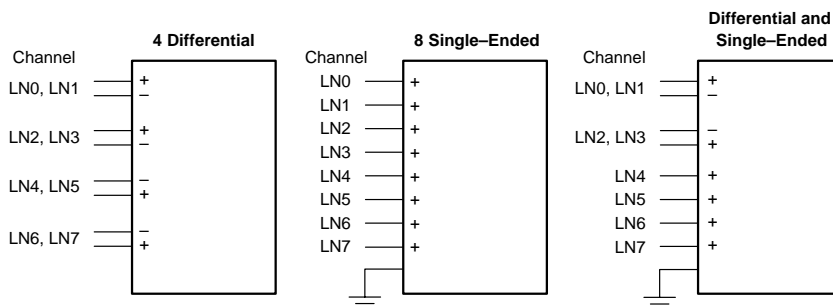 4 Differential
Channel
LN0, LN1
+
–
LN2, LN3
+
–
LN4, LN5
–
+
LN6, LN7
–
+
8 Single–Ended
Channel
LN0 +
LN1 +
LN2 +
LN3 +
LN4 +
LN5 +
LN6 +
LN7 +
Differential and
Single–Ended
Channel
LN0, LN1
+
–
LN2, LN3
–
+
LN4 +
LN5 +
LN6 +
LN7 +